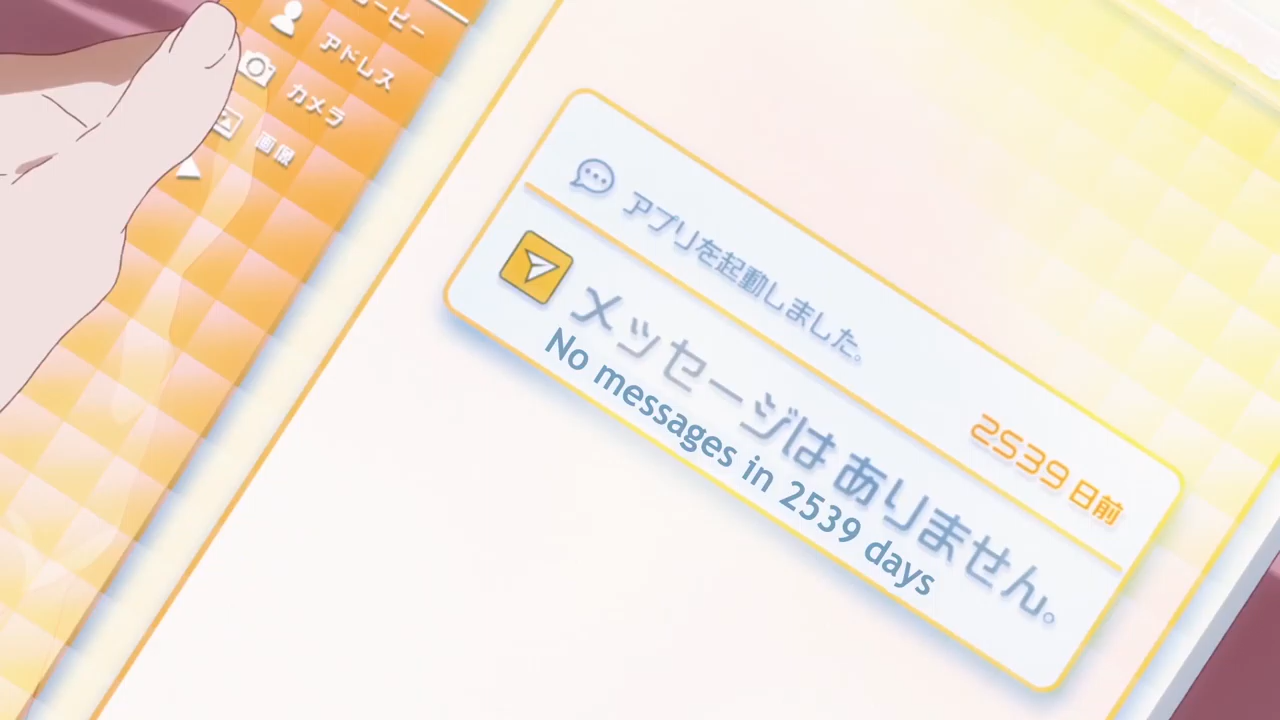 アドレス
カメラ
画像
アプリを起動しました。
2539日前
メッセージは ありません。
No messages in 2539 days